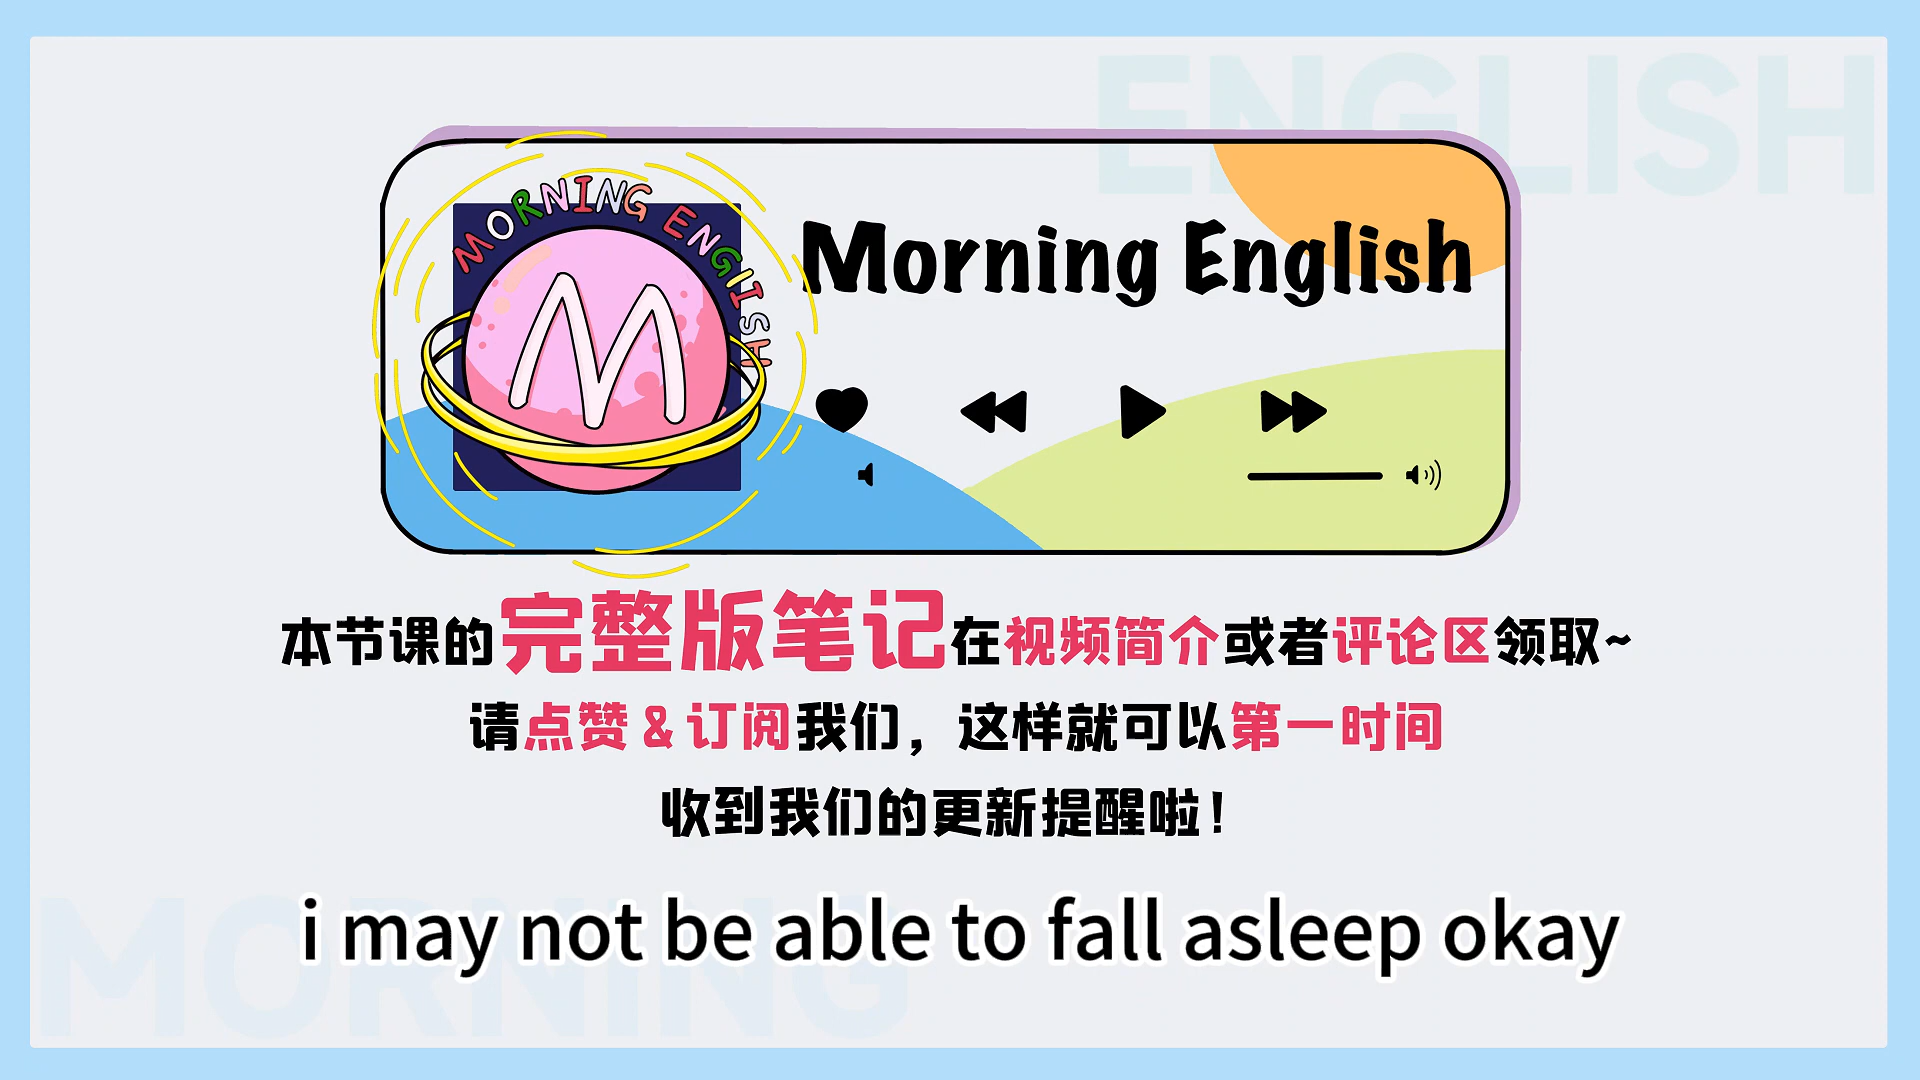 ENGLISH
MORNING ENGLISH
M
Morning English
本节课的完整版笔记在视频简介或者评论区领取~
请点赞&订阅我们，这样就可以第一时间
收到我们的更新提醒啦！
MORNING
i may not be able to fall asleep okay